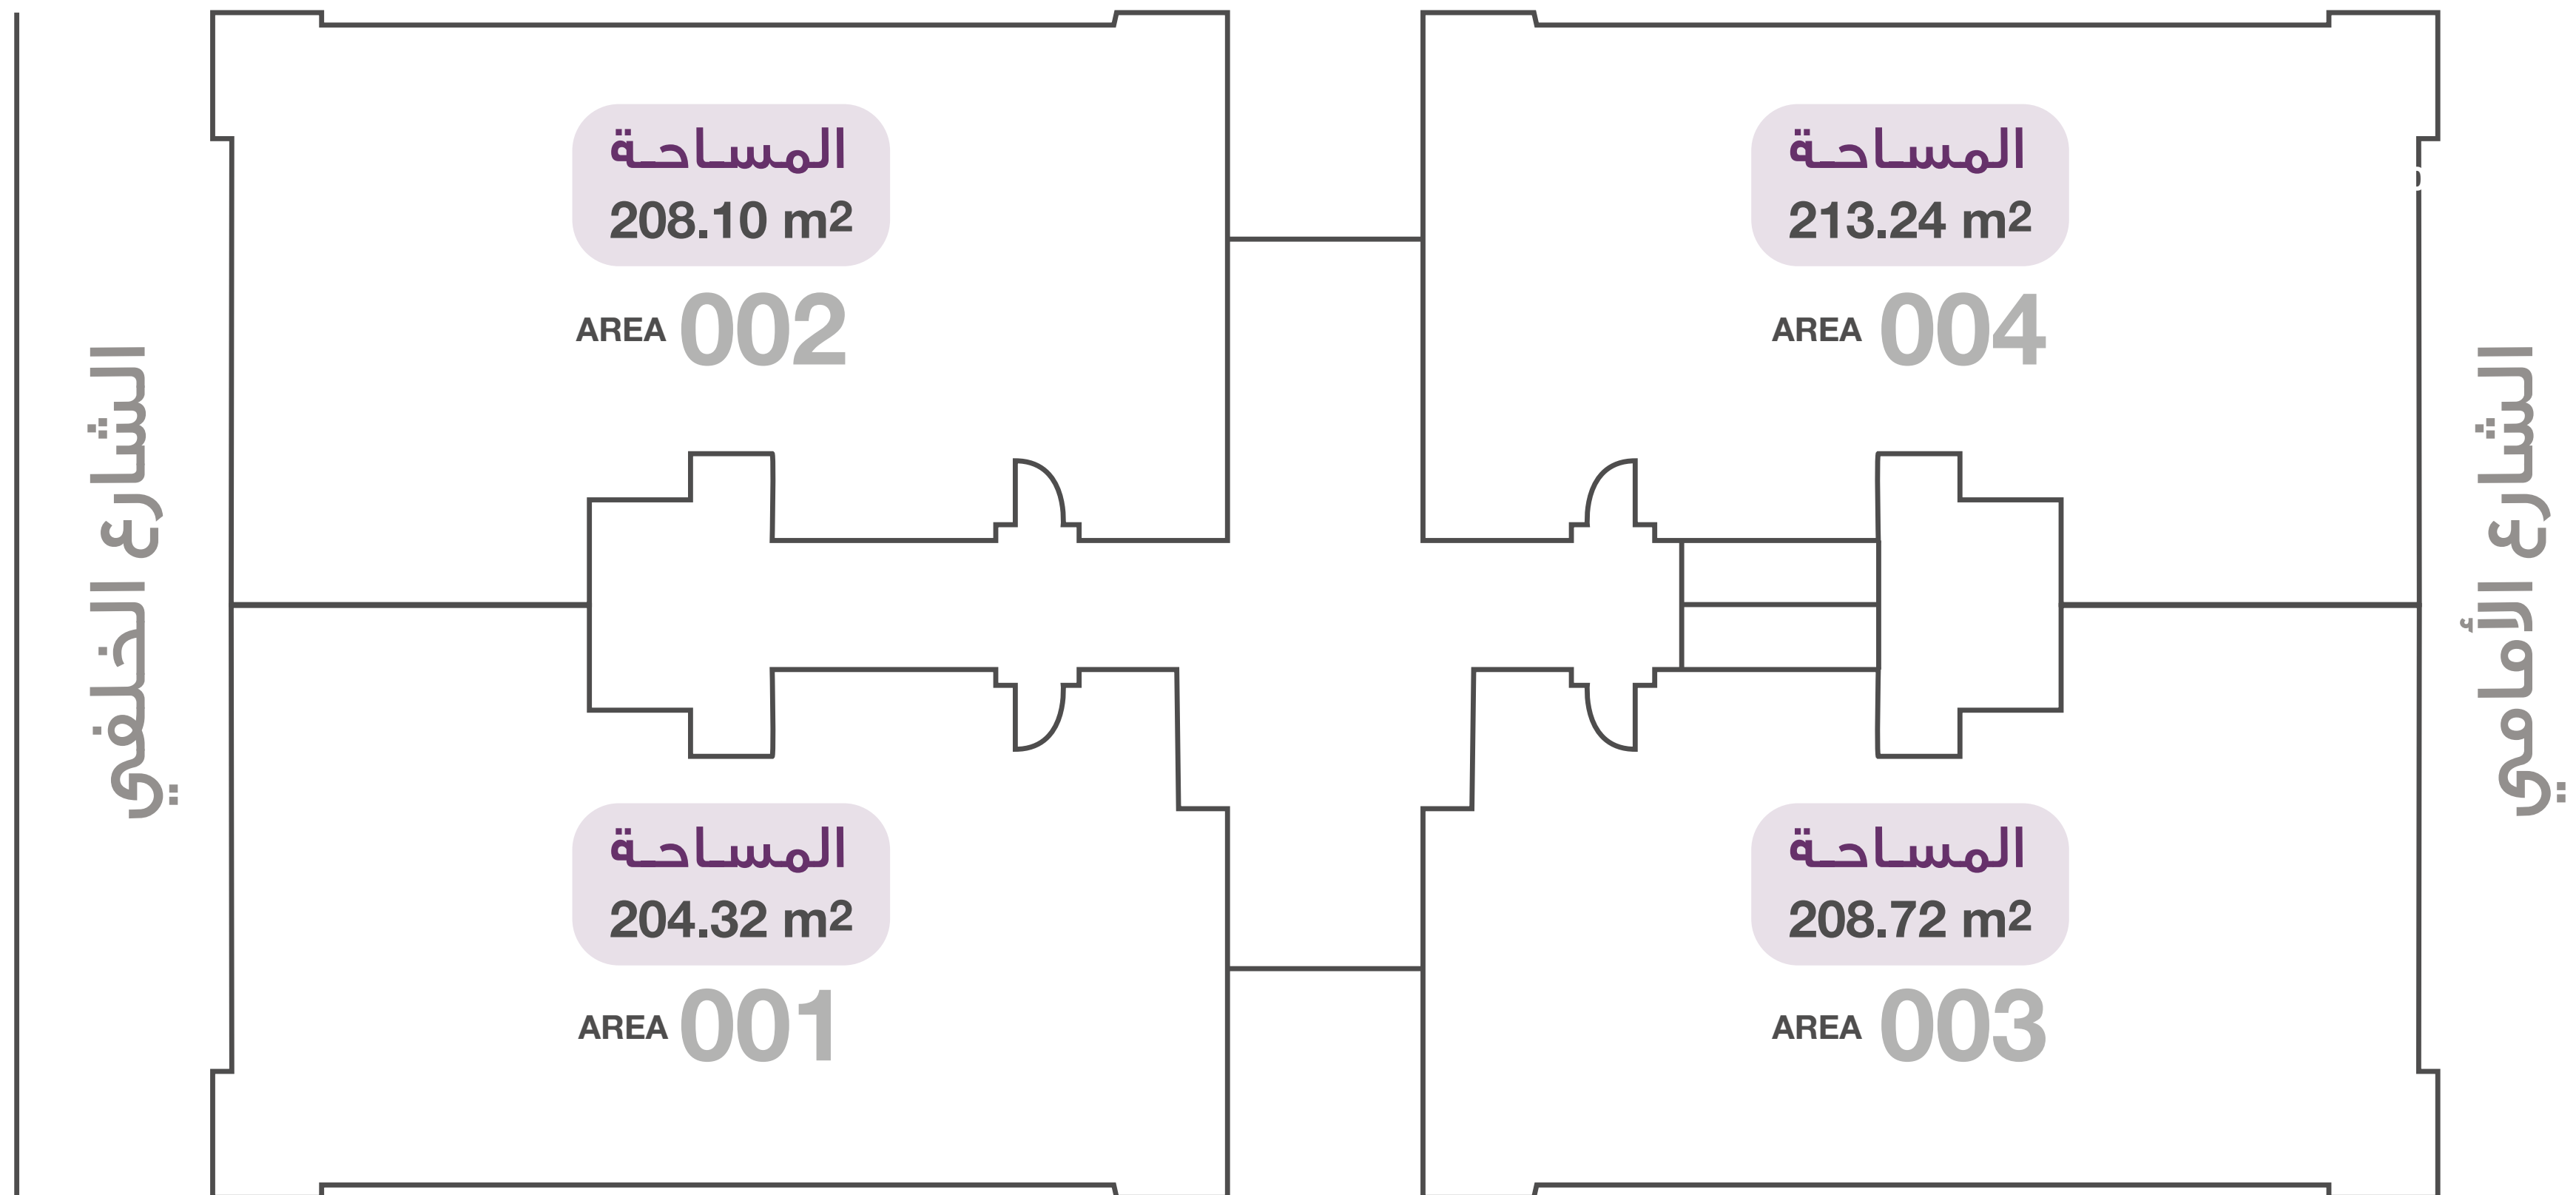 المساحة
208.10 m2
AREA 002
المساحة
213.24 m2
AREA 004
الشارع الخلفي
الشارع الأمامي
المساحة
204.32 m2
AREA 001
المساحة
208.72 m2
AREA 003